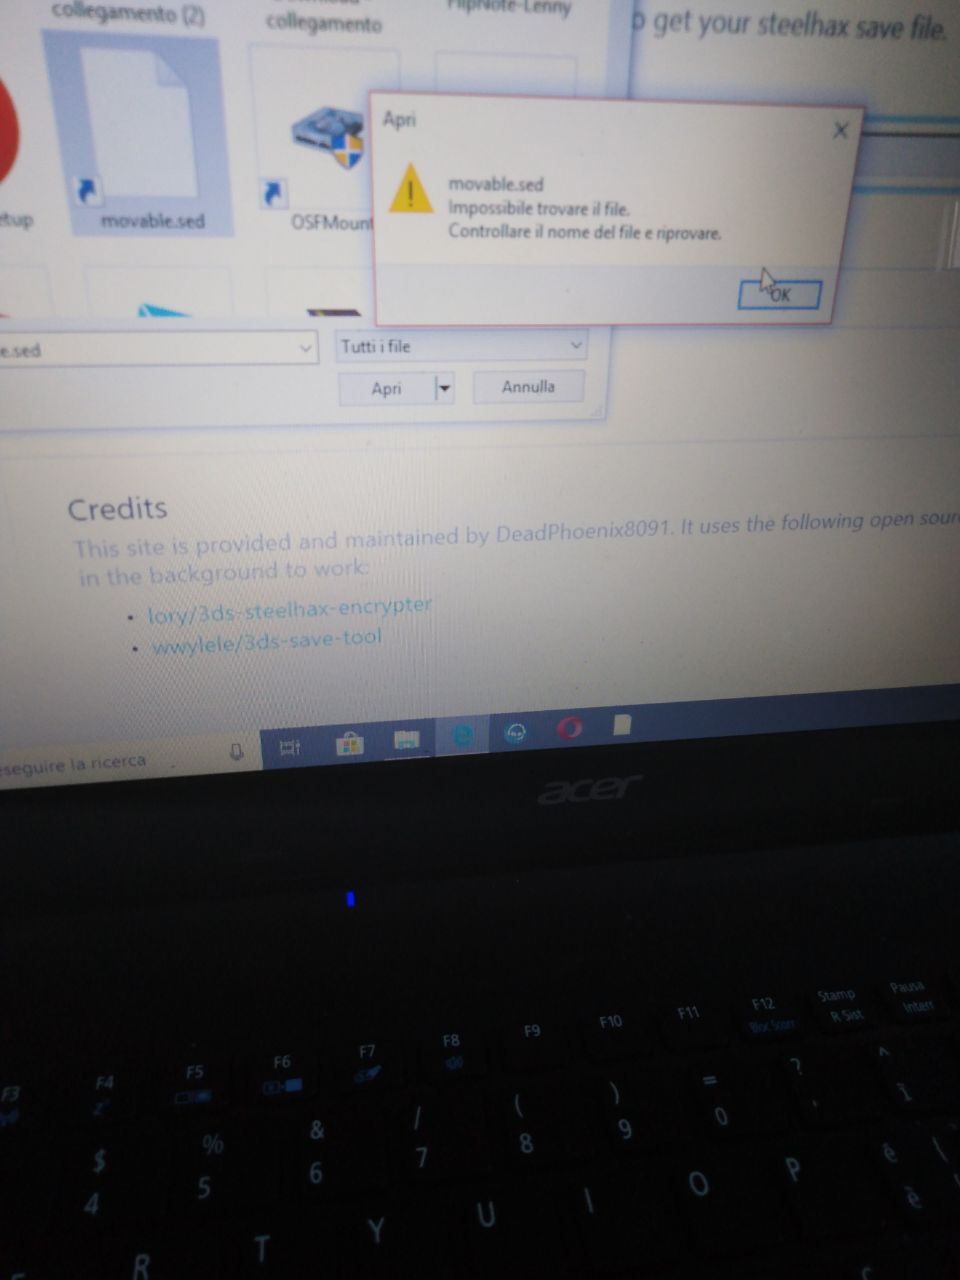 collegamento (2)
collegamento
FlipNote-Lenny
get your steelhax save file.
movable.sed
OSFMount
Apri
movable.sed
Impossibile trovare il file.
Controllare il nome del file e riprovare.
OK
e.sed
Tutti i file
Apri
Annulla
Credits
This site is provided and maintained by DeadPhoenix8091. It uses the following open
in the background to work:
• lory/3ds-steelhax-encrypter
• wwylele/3ds-save-tool
eseguire la ricerca
acer
F3 F4 F5 F6 F7 F8 F9 F10 F11 F12 Stamp Pausa
Bloc Scorr R Sist Interr
$ % & / ( ) = ? ^
4 5 6 7 8 9 0 ' ì
R T Y U I O P é
è